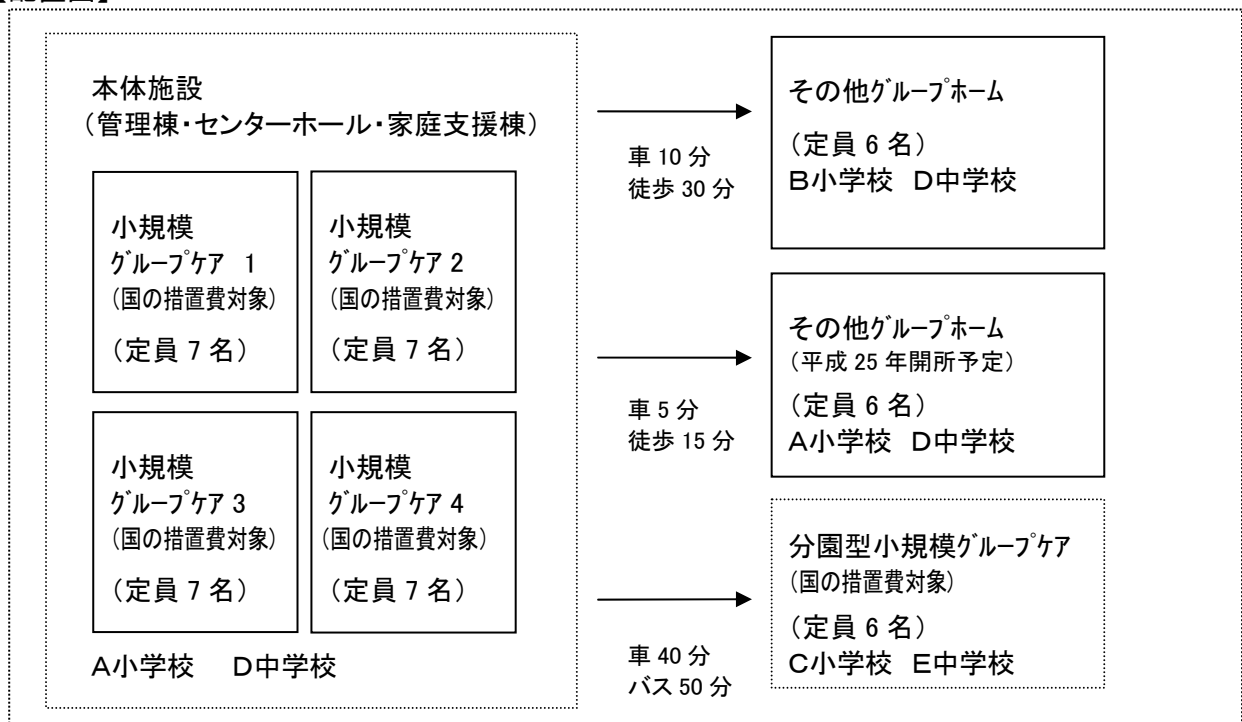 本体施設
（管理棟・センターホール・家庭支援棟）
小規模
ｸﾞﾙｰﾌﾟｹｱ 1
（国の措置費対象）
（定員 7 名）
小規模
ｸﾞﾙｰﾌﾟｹｱ 2
（国の措置費対象）
（定員 7 名）
小規模
ｸﾞﾙｰﾌﾟｹｱ 3
（国の措置費対象）
（定員 7 名）
小規模
ｸﾞﾙｰﾌﾟｹｱ 4
（国の措置費対象）
（定員 7 名）
A小学校 D中学校
車 10 分
徒歩 30 分
その他ｸﾞﾙｰﾌﾟﾎｰﾑ
（定員 6 名）
B小学校 D中学校
車 5 分
徒歩 15 分
その他ｸﾞﾙｰﾌﾟﾎｰﾑ
（平成 25 年開所予定）
（定員 6 名）
A小学校 D中学校
車 40 分
バス 50 分
分園型小規模ｸﾞﾙｰﾌﾟｹｱ
（国の措置費対象）
（定員 6 名）
C小学校 E中学校